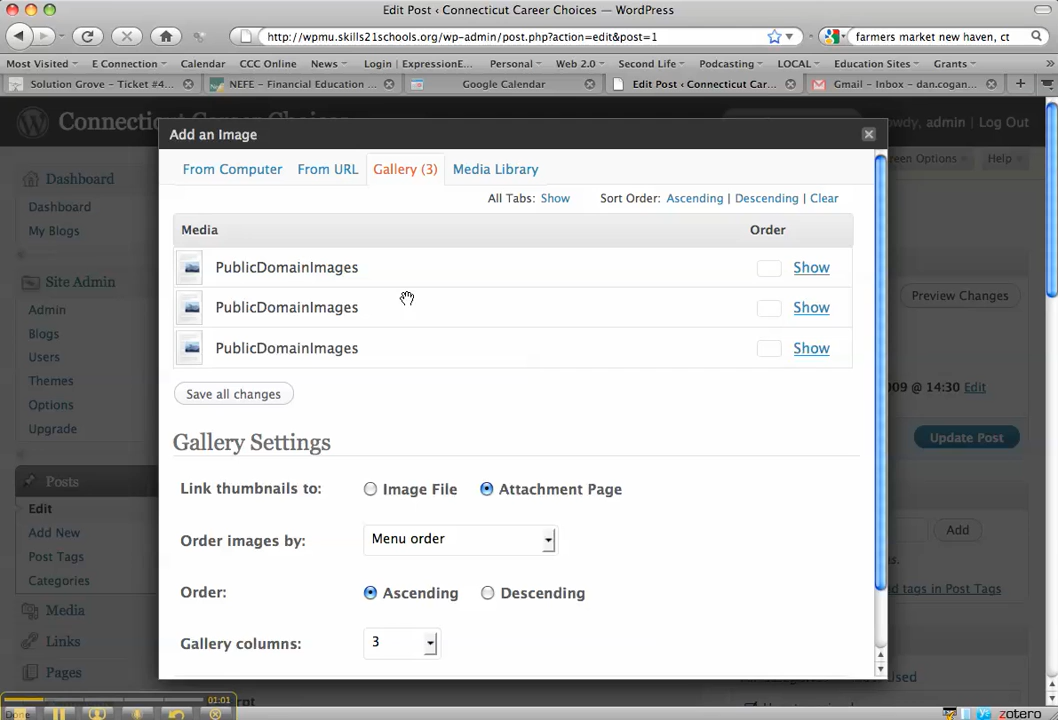 Edit Post ‹ Connecticut Career Choices — WordPress
http://wpmu.skills21schools.org/wp-admin/post.php?action=edit&post=1
farmers market new haven, ct
Most Visited
E Connection
Calendar
CCC Online
News
Login | ExpressionE...
Personal
Web 2.0
Second Life
Podcasting
LOCAL
Education Sites
Grants
»
Solution Grove – Ticket #4...
NEFE – Financial Education ...
Google Calendar
Edit Post ‹ Connecticut Car...
Gmail – Inbox – dan.cogan...
Connecticut Career Cho
owdy, admin | Log Out
Add an Image
Dashboard
Dashboard
My Blogs
Site Admin
Admin
Blogs
Users
Themes
Options
Upgrade
Posts
Edit
Add New
Post Tags
Categories
Media
Links
Pages
From Computer
From URL
Gallery (3)
Media Library
All Tabs: Show
Sort Order: Ascending | Descending | Clear
Media
Order
PublicDomainImages
Show
PublicDomainImages
Show
PublicDomainImages
Show
Save all changes
Gallery Settings
Link thumbnails to:
Image File
Attachment Page
Order images by:
Menu order
Order:
Ascending
Descending
Gallery columns:
3
reen Options
Help
Preview Changes
009 @ 14:30 Edit
Update Post
Add
d tags in Post Tags
used
01:01
Done
zotero